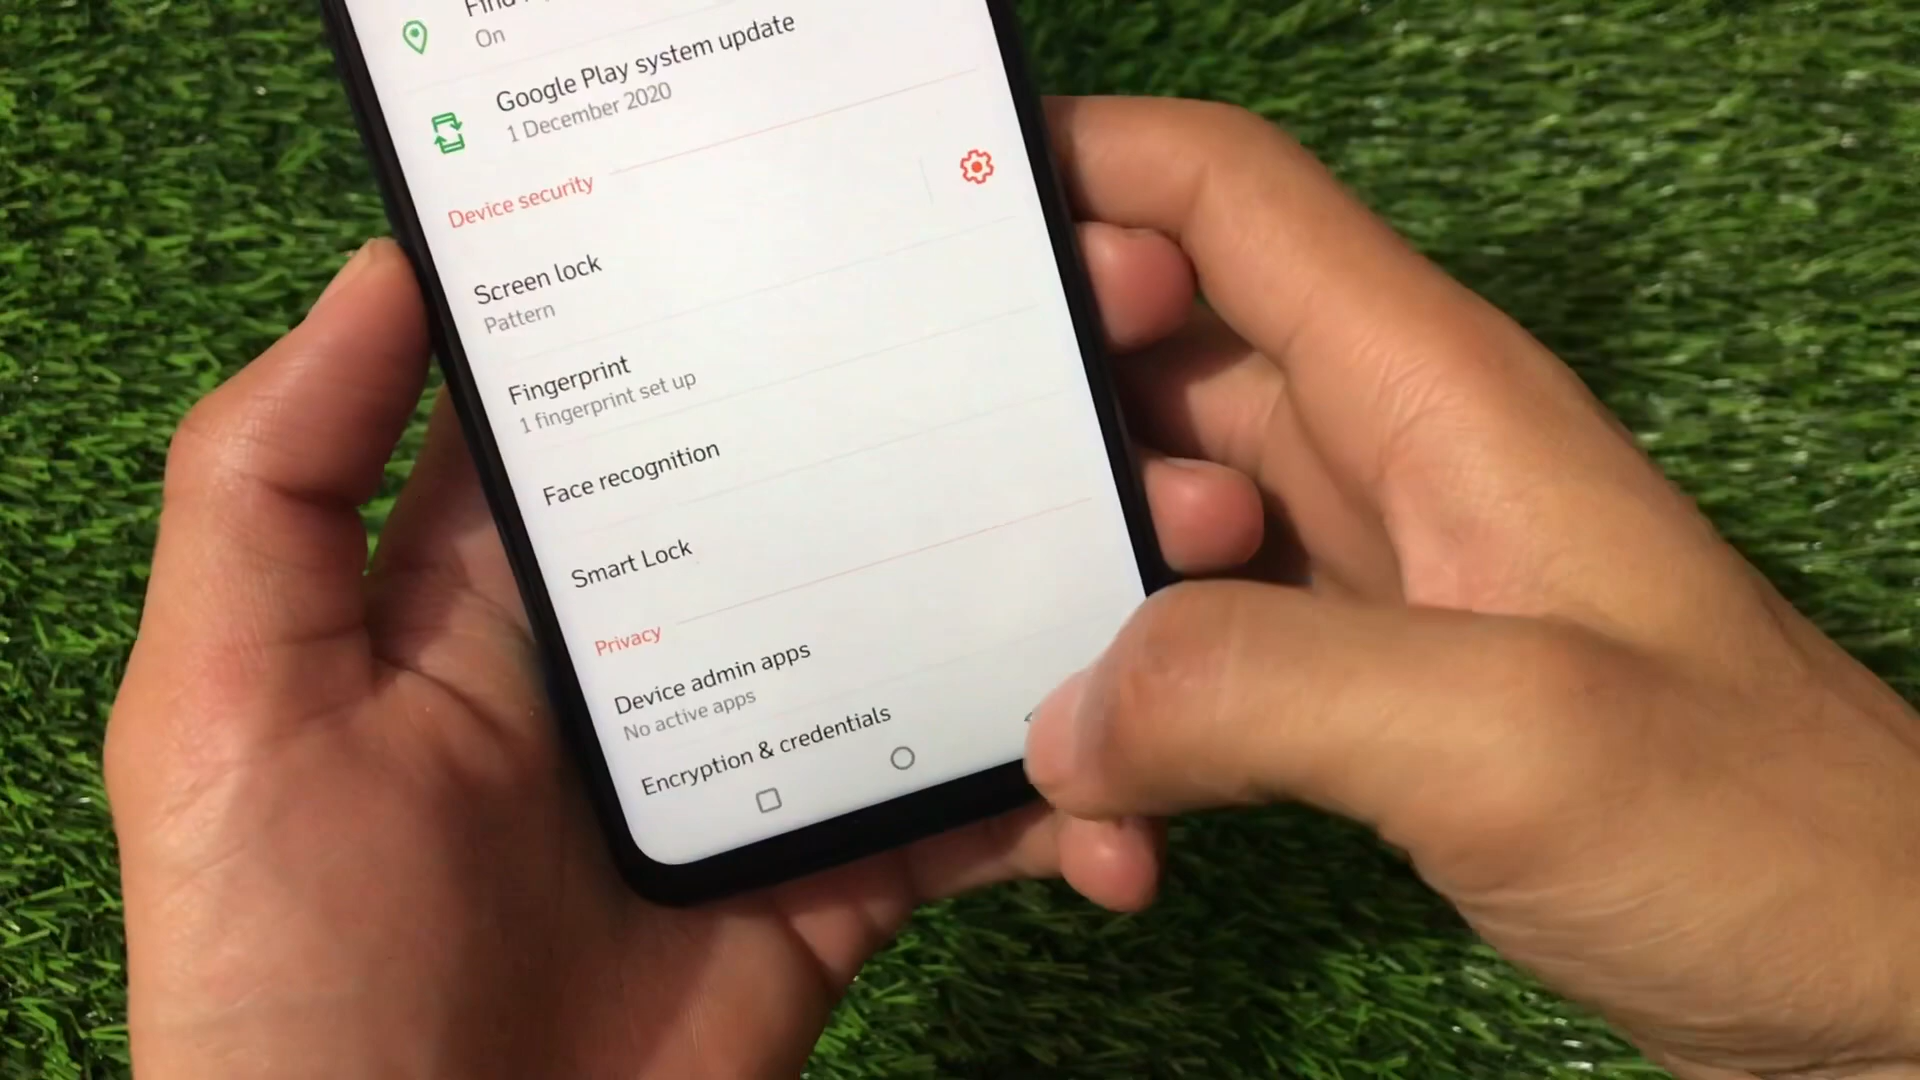 Find
On
Google Play system update
1 December 2020
Device security
Screen lock
Pattern
Fingerprint
1 fingerprint set up
Face recognition
Smart Lock
Privacy
Device admin apps
No active apps
Encryption & credentials